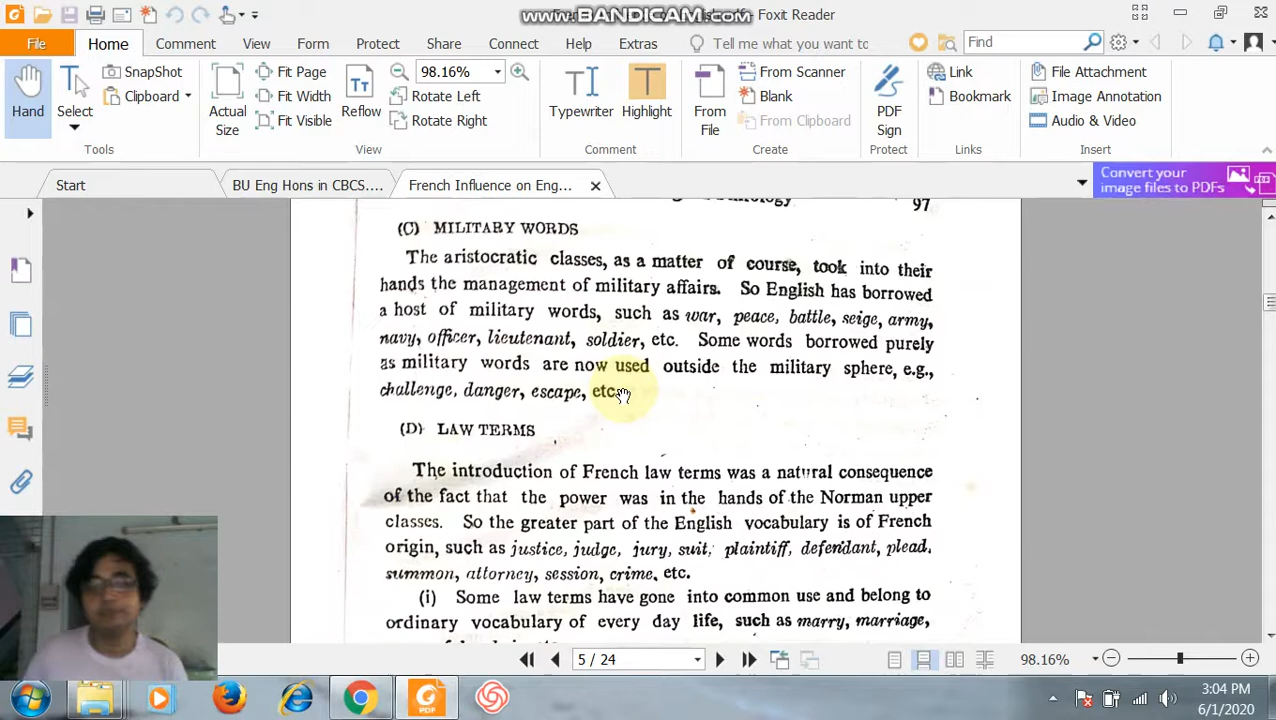 www.BANDICAM.com
Foxit Reader
File Home Comment View Form Protect Share Connect Help Extras Tell me what you want to Find
Hand
Select
SnapShot
Clipboard
Tools
Actual Size
Fit Page
Fit Width
Fit Visible
Reflow
98.16%
Rotate Left
Rotate Right
View
Typewriter
Highlight
Comment
From File
From Scanner
Blank
From Clipboard
Create
PDF Sign
Protect
Link
Bookmark
Links
File Attachment
Image Annotation
Audio & Video
Insert
Start
BU Eng Hons in CBCS....
French Influence on Eng...
Convert your
image files to PDFs
97
(C) MILITARY WORDS
The aristocratic classes, as a matter of course, took into their
hands the management of military affairs. So English has borrowed
a host of military words, such as war, peace, battle, seige, army,
navy, officer, lieutenant, soldier, etc. Some words borrowed purely
as military words are now used outside the military sphere, e.g.,
challenge, danger, escape, etc.
(D) LAW TERMS
The introduction of French law terms was a natural consequence
of the fact that the power was in the hands of the Norman upper
classes. So the greater part of the English vocabulary is of French
origin, such as justice, judge, jury, suit, plaintiff, defendant, plead,
summon, attorney, session, crime, etc.
(i) Some law terms have gone into common use and belong to
ordinary vocabulary of every day life, such as marry, marriage,
5 / 24
98.16%
PDF
3:04 PM
6/1/2020